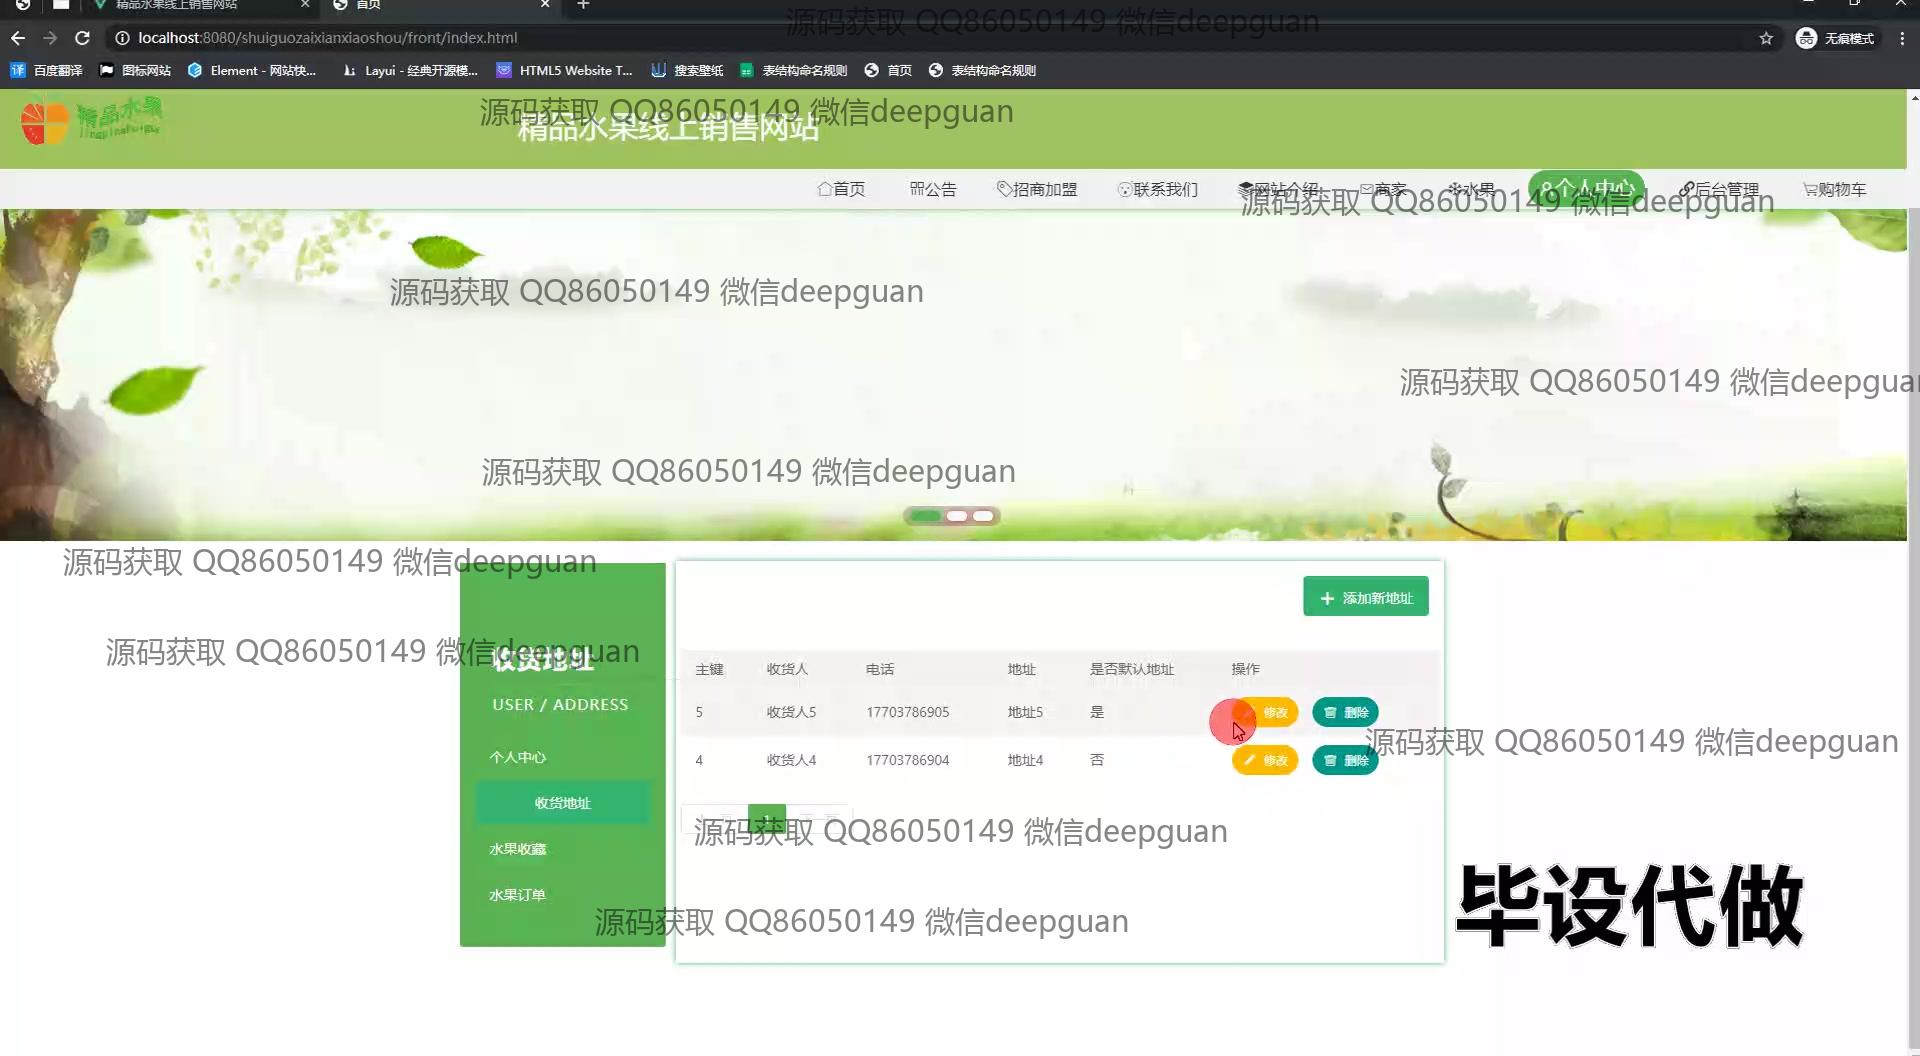 精品水果线上销售网站
首页
localhost:8080/shuiguozaixianxiaoshou/front/index.html
无痕模式
源码获取 QQ86050149 微信deepguan
百度翻译
图标网站
Element - 网站快...
Layui - 经典开源模...
HTML5 Website T...
搜索壁纸
表结构命名规则
首页
表结构命名规则
精品水果
源码获取 QQ86050149 微信deepguan
精品水果线上销售网站
首页
公告
招商加盟
联系我们
网站介绍
商家
水果
个人中心
后台管理
购物车
源码获取 QQ86050149 微信deepguan
源码获取 QQ86050149 微信deepguan
源码获取 QQ86050149 微信deepguan
源码获取 QQ86050149 微信deepguan
源码获取 QQ86050149 微信deepguan
添加新地址
源码获取 QQ86050149 微信deepguan
收货地址
USER / ADDRESS
个人中心
收货地址
水果收藏
水果订单
主键 收货人 电话 地址 是否默认地址 操作
5 收货人5 17703786905 地址5 是 修改 删除
4 收货人4 17703786904 地址4 否 修改 删除
源码获取 QQ86050149 微信deepguan
1
源码获取 QQ86050149 微信deepguan
源码获取 QQ86050149 微信deepguan
毕设代做